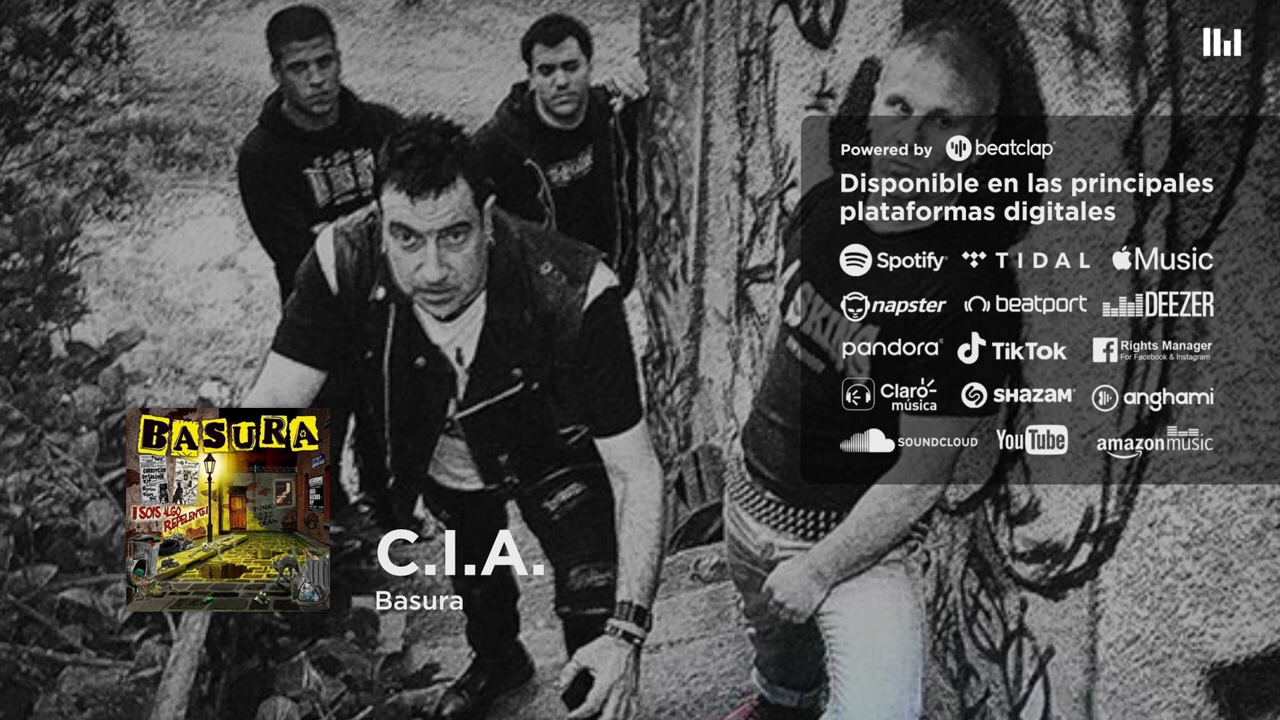 Powered by beatclap
Disponible en las principales
plataformas digitales
Spotify TIDAL Music
napster beatport DEEZER
pandora TikTok Rights Manager
For Facebook & Instagram
Claro música SHAZAM anghami
SOUNDCLOUD YouTube amazonmusic
BASURA
¡SOIS ALGO
REPELENTE!
C.I.A.
Basura